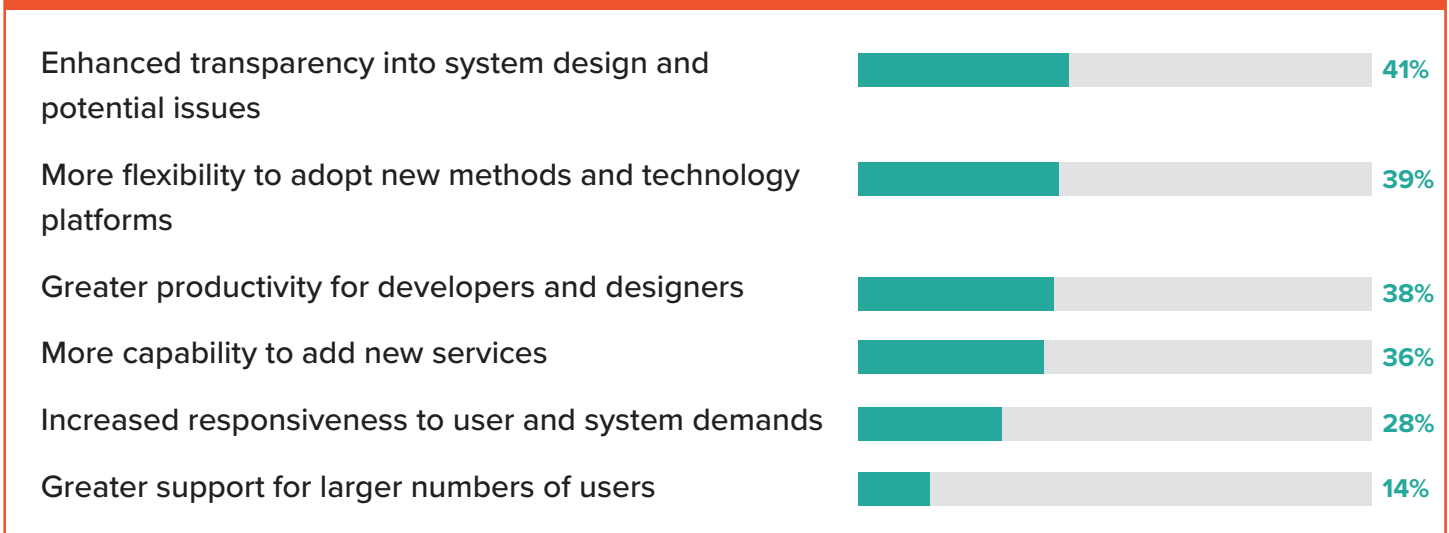 Enhanced transparency into system design and
potential issues
41%
More flexibility to adopt new methods and technology
platforms
39%
Greater productivity for developers and designers
38%
More capability to add new services
36%
Increased responsiveness to user and system demands
28%
Greater support for larger numbers of users
14%